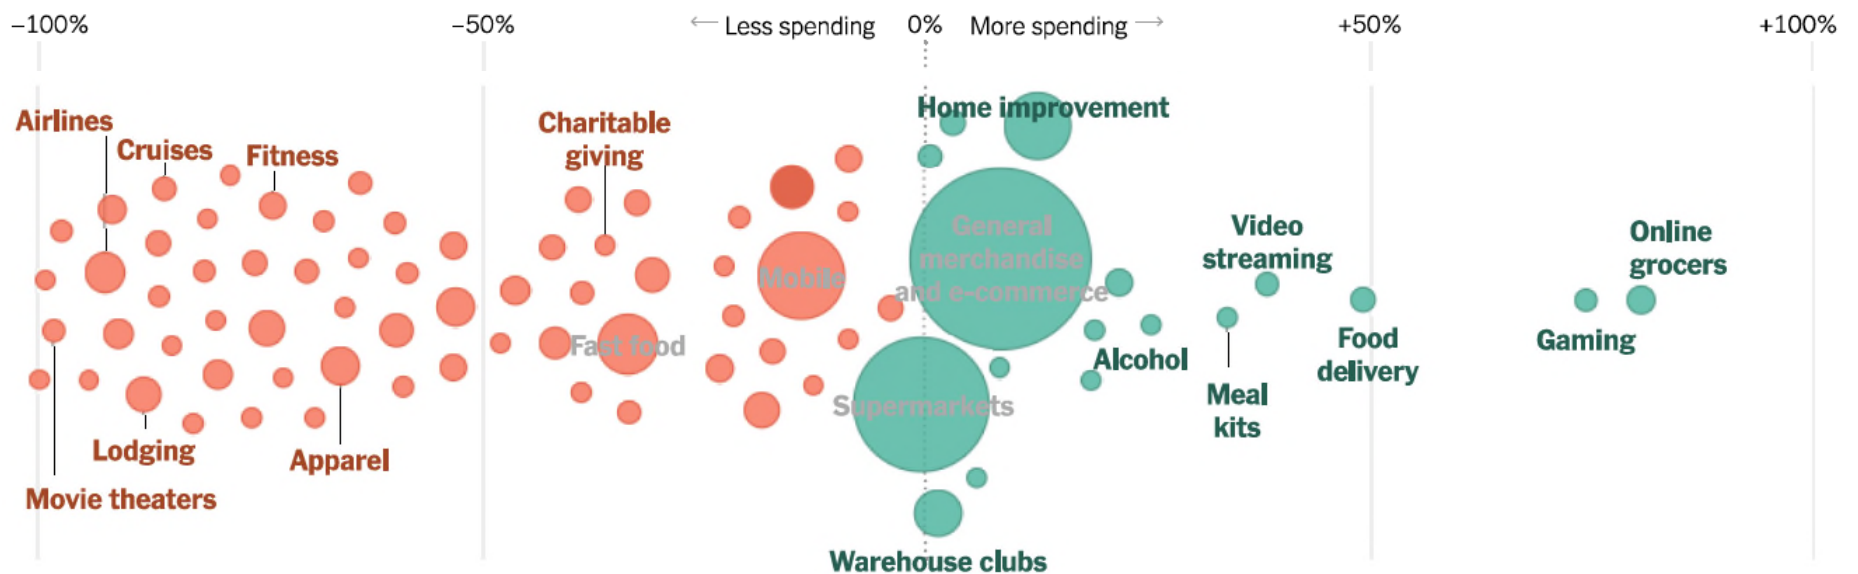 −100%
−50%
← Less spending
0%
More spending →
+50%
+100%
Airlines
Cruises
Fitness
Charitable
giving
Home improvement
General
merchandise
and e-commerce
Mobile
Fast food
Supermarkets
Video
streaming
Online
grocers
Alcohol
Food
delivery
Gaming
Meal
kits
Lodging
Apparel
Movie theaters
Warehouse clubs